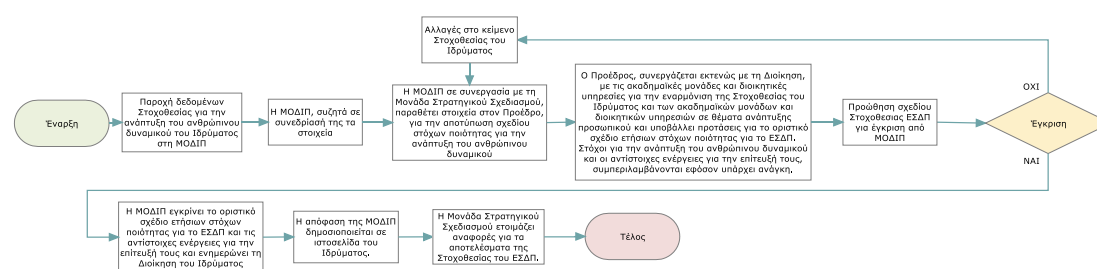 Αλλαγές στο κείμενο
Στοχοθεσίας του
Ιδρύματος
Έναρξη
Παροχή δεδομένων
Στοχοθεσίας για την
ανάπτυξη του ανθρώπινου
δυναμικού του Ιδρύματος
στη ΜΟΔΙΠ
Η ΜΟΔΙΠ, συζητά σε
συνεδρίασή της τα
στοιχεία
Η ΜΟΔΙΠ σε συνεργασία με τη
Μονάδα Στρατηγικού Σχεδιασμού,
παραθέτει στοιχεία στον Προέδρο,
για την αποτύπωση σχεδίου
στόχων ποιότητας για την
ανάπτυξη του ανθρώπινου
δυναμικού
Ο Προέδρος, συνεργάζεται εκτενώς με τη Διοίκηση,
με τις ακαδημαϊκές μονάδες και διοικητικές
υπηρεσίες για την εναρμόνιση της Στοχοθεσίας του
Ιδρύματος και των ακαδημαϊκών μονάδων και
διοικητικών υπηρεσιών σε θέματα ανάπτυξης
προσωπικού και υποβάλλει προτάσεις για το οριστικό
σχέδιο ετήσιων στόχων ποιότητας για το ΕΣΔΠ.
Στόχοι για την ανάπτυξη του ανθρώπινου δυναμικού
και οι αντίστοιχες ενέργειες για την επίτευξή τους,
συμπεριλαμβάνονται εφόσον υπάρχει ανάγκη.
Προώθηση σχεδίου
Στοχοθεσιας ΕΣΔΠ
για έγκριση από
ΜΟΔΙΠ
ΟΧΙ
Έγκριση
ΝΑΙ
Η ΜΟΔΙΠ εγκρίνει το οριστικό
σχέδιο ετήσιων στόχων
ποιότητας για το ΕΣΔΠ και τις
αντίστοιχες ενέργειες για την
επίτευξή τους και ενημερώνει τη
Διοίκηση του Ιδρύματος
Η απόφαση της ΜΟΔΙΠ
δημοσιοποιείται σε
ιστοσελίδα του
Ιδρύματος.
Η Μονάδα Στρατηγικού
Σχεδιασμού ετοιμάζει
αναφορές για τα
αποτελέσματα της
Στοχοθεσίας του ΕΣΔΠ.
Τέλος